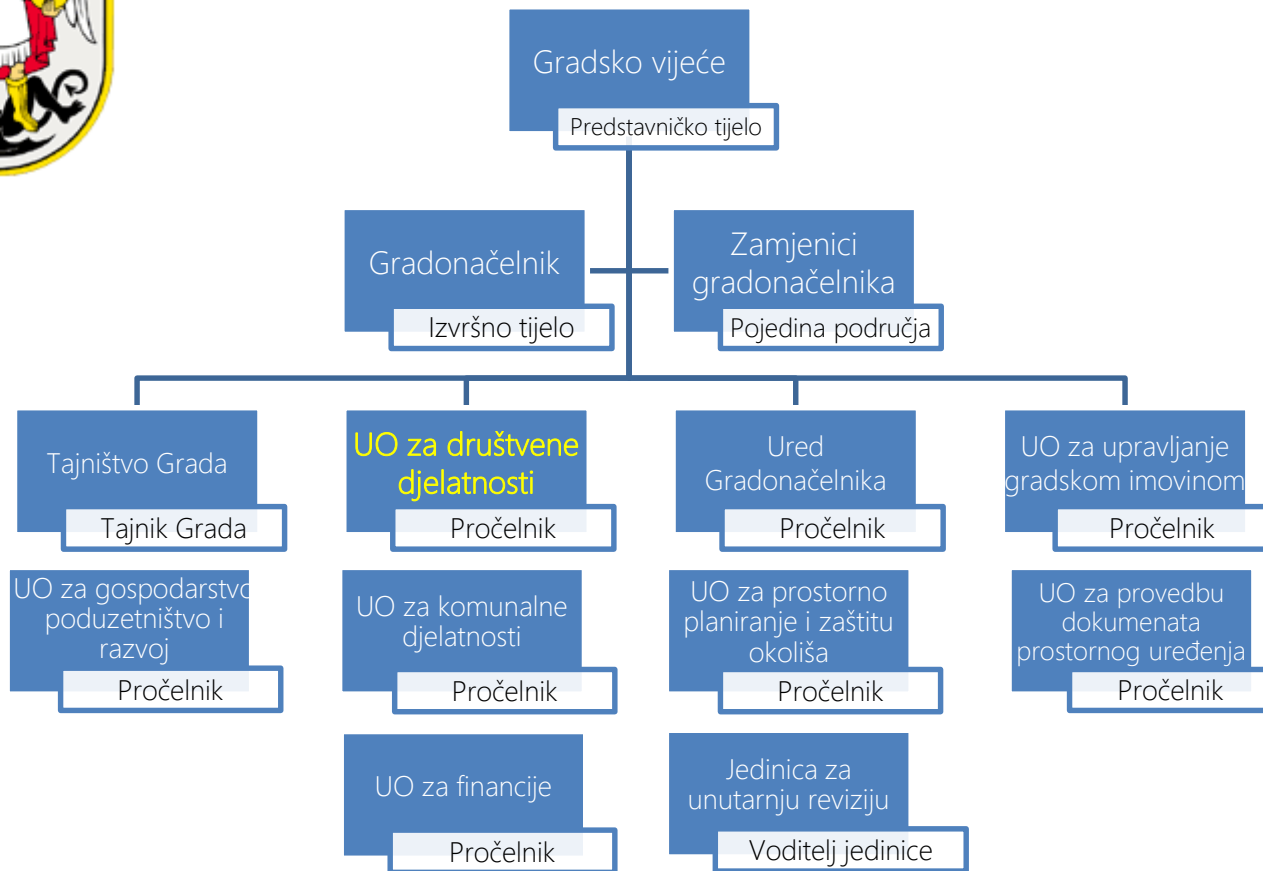 Gradsko vijeće
Predstavničko tijelo
Gradonačelnik
Izvršno tijelo
Zamjenici
gradonačelnika
Pojedina područja
Tajništvo Grada
Tajnik Grada
UO za društvene
djelatnosti
Pročelnik
Ured
Gradonačelnika
Pročelnik
UO za upravljanje
gradskom imovinom
Pročelnik
UO za gospodarstvo
poduzetništvo i
razvoj
Pročelnik
UO za komunalne
djelatnosti
Pročelnik
UO za prostorno
planiranje i zaštitu
okoliša
Pročelnik
UO za provedbu
dokumenata
prostornog uređenja
Pročelnik
UO za financije
Pročelnik
Jedinica za
unutarnju reviziju
Voditelj jedinice